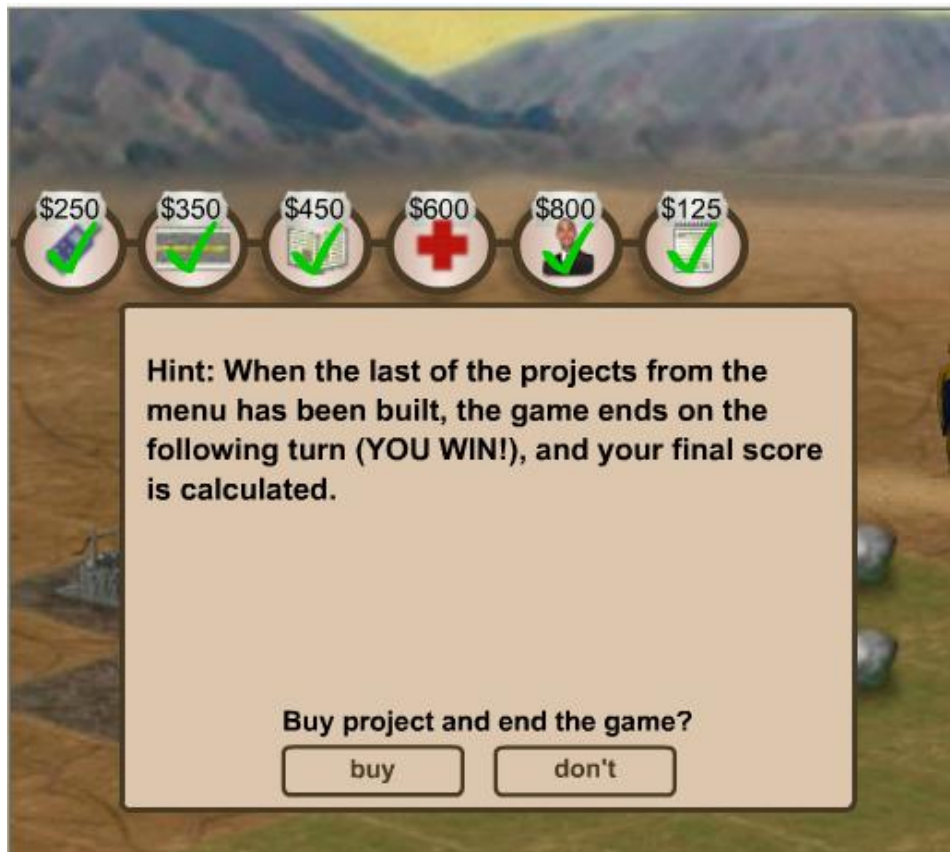 $250 $350 $450 $600 $800 $125
Hint: When the last of the projects from the
menu has been built, the game ends on the
following turn (YOU WIN!), and your final score
is calculated.
Buy project and end the game?
buy don't